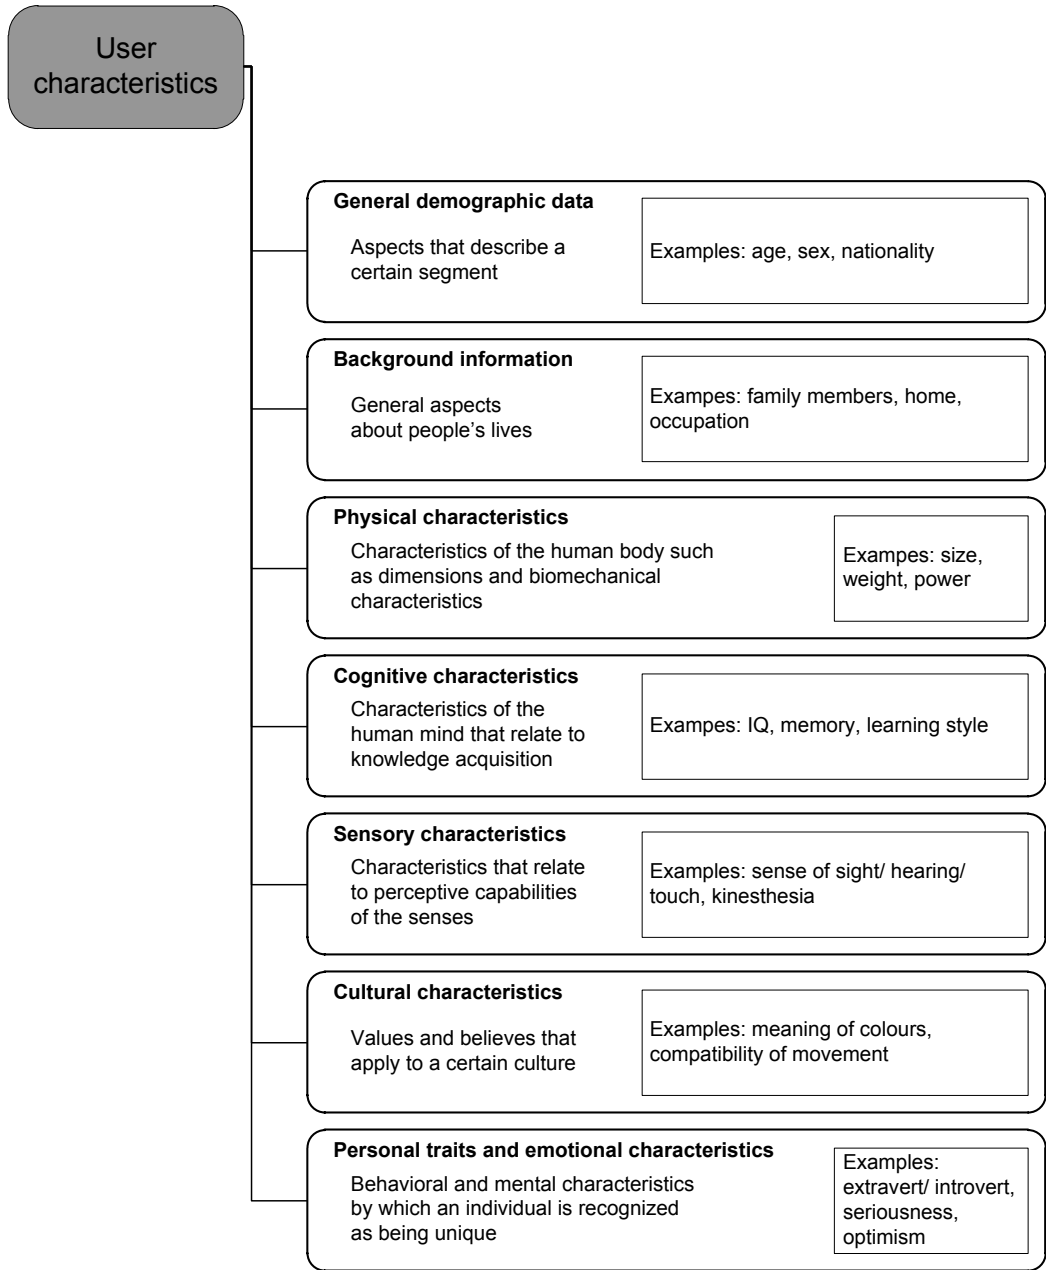 User
characteristics
General demographic data
Aspects that describe a
certain segment
Examples: age, sex, nationality
Background information
General aspects
about people’s lives
Exampes: family members, home,
occupation
Physical characteristics
Characteristics of the human body such
as dimensions and biomechanical
characteristics
Exampes: size,
weight, power
Cognitive characteristics
Characteristics of the
human mind that relate to
knowledge acquisition
Exampes: IQ, memory, learning style
Sensory characteristics
Characteristics that relate
to perceptive capabilities
of the senses
Examples: sense of sight/ hearing/
touch, kinesthesia
Cultural characteristics
Values and believes that
apply to a certain culture
Examples: meaning of colours,
compatibility of movement
Personal traits and emotional characteristics
Behavioral and mental characteristics
by which an individual is recognized
as being unique
Examples:
extravert/ introvert,
seriousness,
optimism